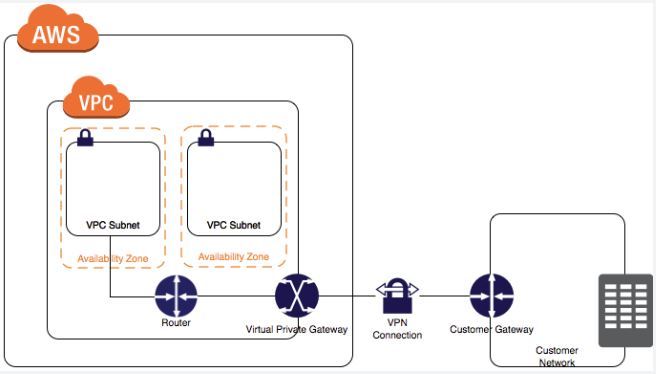 AWS
VPC
VPC Subnet
VPC Subnet
Availability Zone
Availability Zone
Router
Virtual Private Gateway
VPN
Connection
Customer Gateway
Customer
Network